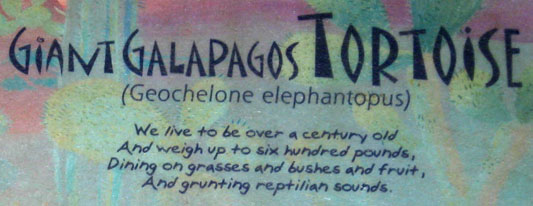 Giant Galapagos Tortoise
(Geochelone elephantopus)
We live to be over a century old
And weigh up to six hundred pounds,
Dining on grasses and bushes and fruit,
And grunting reptilian sounds.